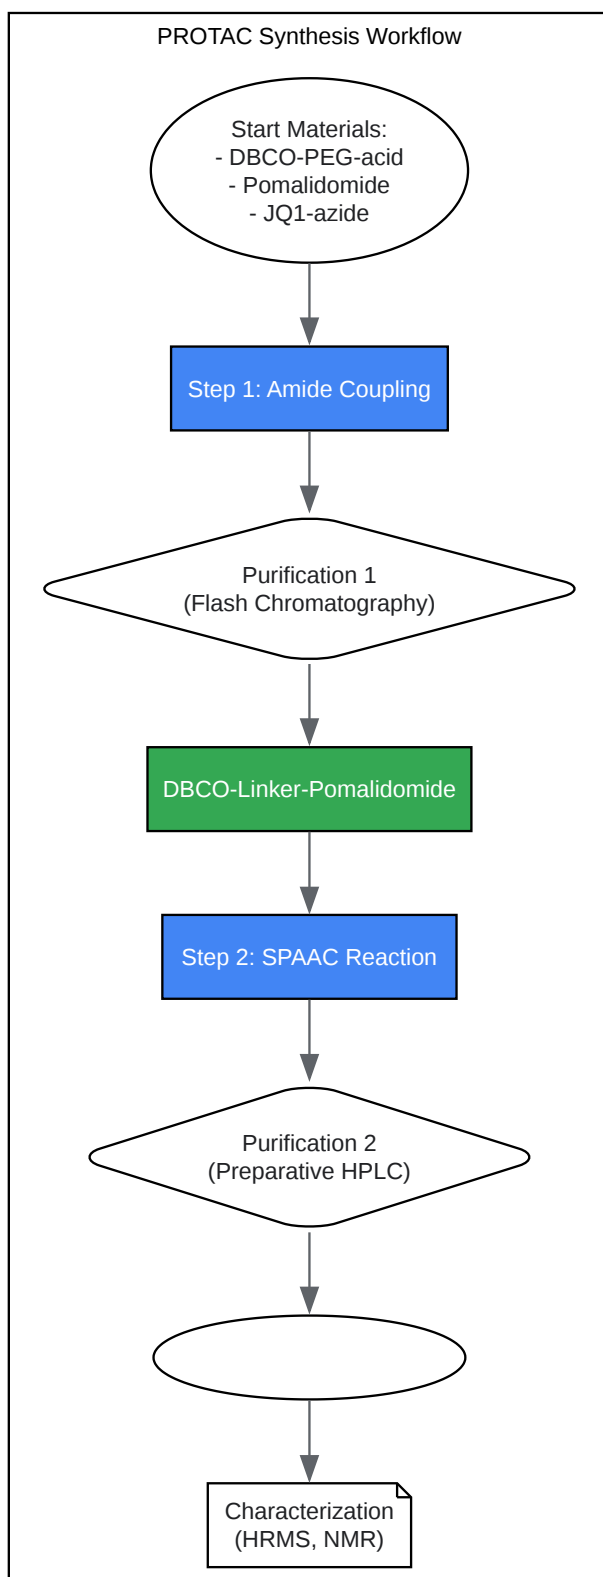 PROTAC Synthesis Workflow
Start Materials:
- DBCO-PEG-acid
- Pomalidomide
- JQ1-azide
Step 1: Amide Coupling
Purification 1
(Flash Chromatography)
DBCO-Linker-Pomalidomide
Step 2: SPAAC Reaction
Purification 2
(Preparative HPLC)
Characterization
(HRMS, NMR)